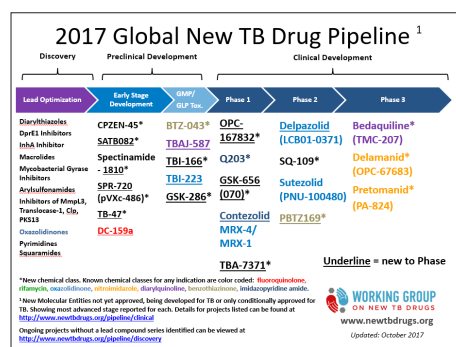 2017 Global New TB Drug Pipeline 1
Discovery
Preclinical Development
Clinical Development
Lead Optimization
Early Stage
Development
GMP/
GLP Tox.
Phase 1
Phase 2
Phase 3
Diarylthiazoles
DprE1 Inhibitors
InhA Inhibitor
Macrolides
Mycobacterial Gyrase
Inhibitors
Arylsulfonamides
Inhibitors of MmpL3,
Translocase-1, Clp,
PKS13
Oxazolidinones
Pyrimidines
Squaramids
CPZEN-45*
SATB082*
Spectinamide
- 1810*
SPR-720
(pVXc-486)*
TB-47*
DC-159a
BTZ-043*
TBAJ-587
TBI-166*
TBI-223
GSK-286*
OPC-
167832*
Q203*
GSK-656
(070)*
Contezolid
MRX-4/
MRX-1
TBA-7371*
Delpazolid
(LCB01-0371)
SQ-109*
Sutezolid
(PNU-100480)
PBTZ169*
Bedaquiline*
(TMC-207)
Delamanid*
(OPC-67683)
Pretomanid*
(PA-824)
Underline = new to Phase
*New chemical class. Known chemical classes for any indication are color coded: fluoroquinolone,
rifamycin, oxazolidinone, nitroimidazole, diarylquinoline, benzothiazinone, imidazopyridine amide.
1 New Molecular Entities not yet approved, being developed for TB or only conditionally approved for
TB. Showing most advanced stage reported for each. Details for projects listed can be found at
http://www.newtbdrugs.org/pipeline/clinical
Ongoing projects without a lead compound series identified can be viewed at
http://www.newtbdrugs.org/pipeline/discovery
WORKING GROUP
ON NEW TB DRUGS
www.newtbdrugs.org
Updated: October 2017